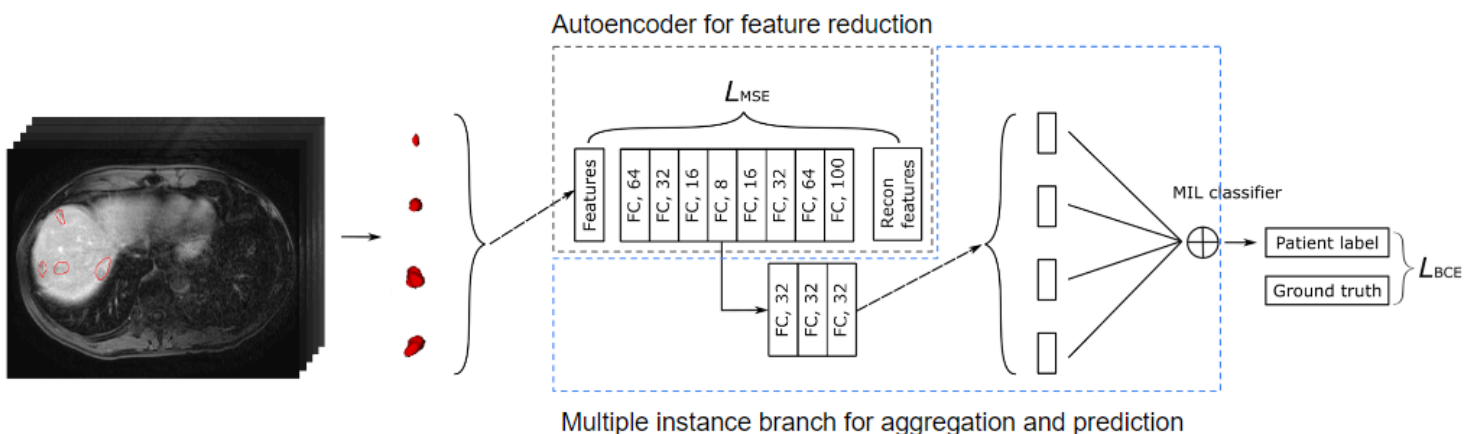 Autoencoder for feature reduction
LMSE
Features
FC, 64
FC, 32
FC, 16
FC, 8
FC, 16
FC, 32
FC, 64
FC, 100
Recon
features
FC, 32
FC, 32
FC, 32
MIL classifier
Patient label
Ground truth
LBCE
Multiple instance branch for aggregation and prediction